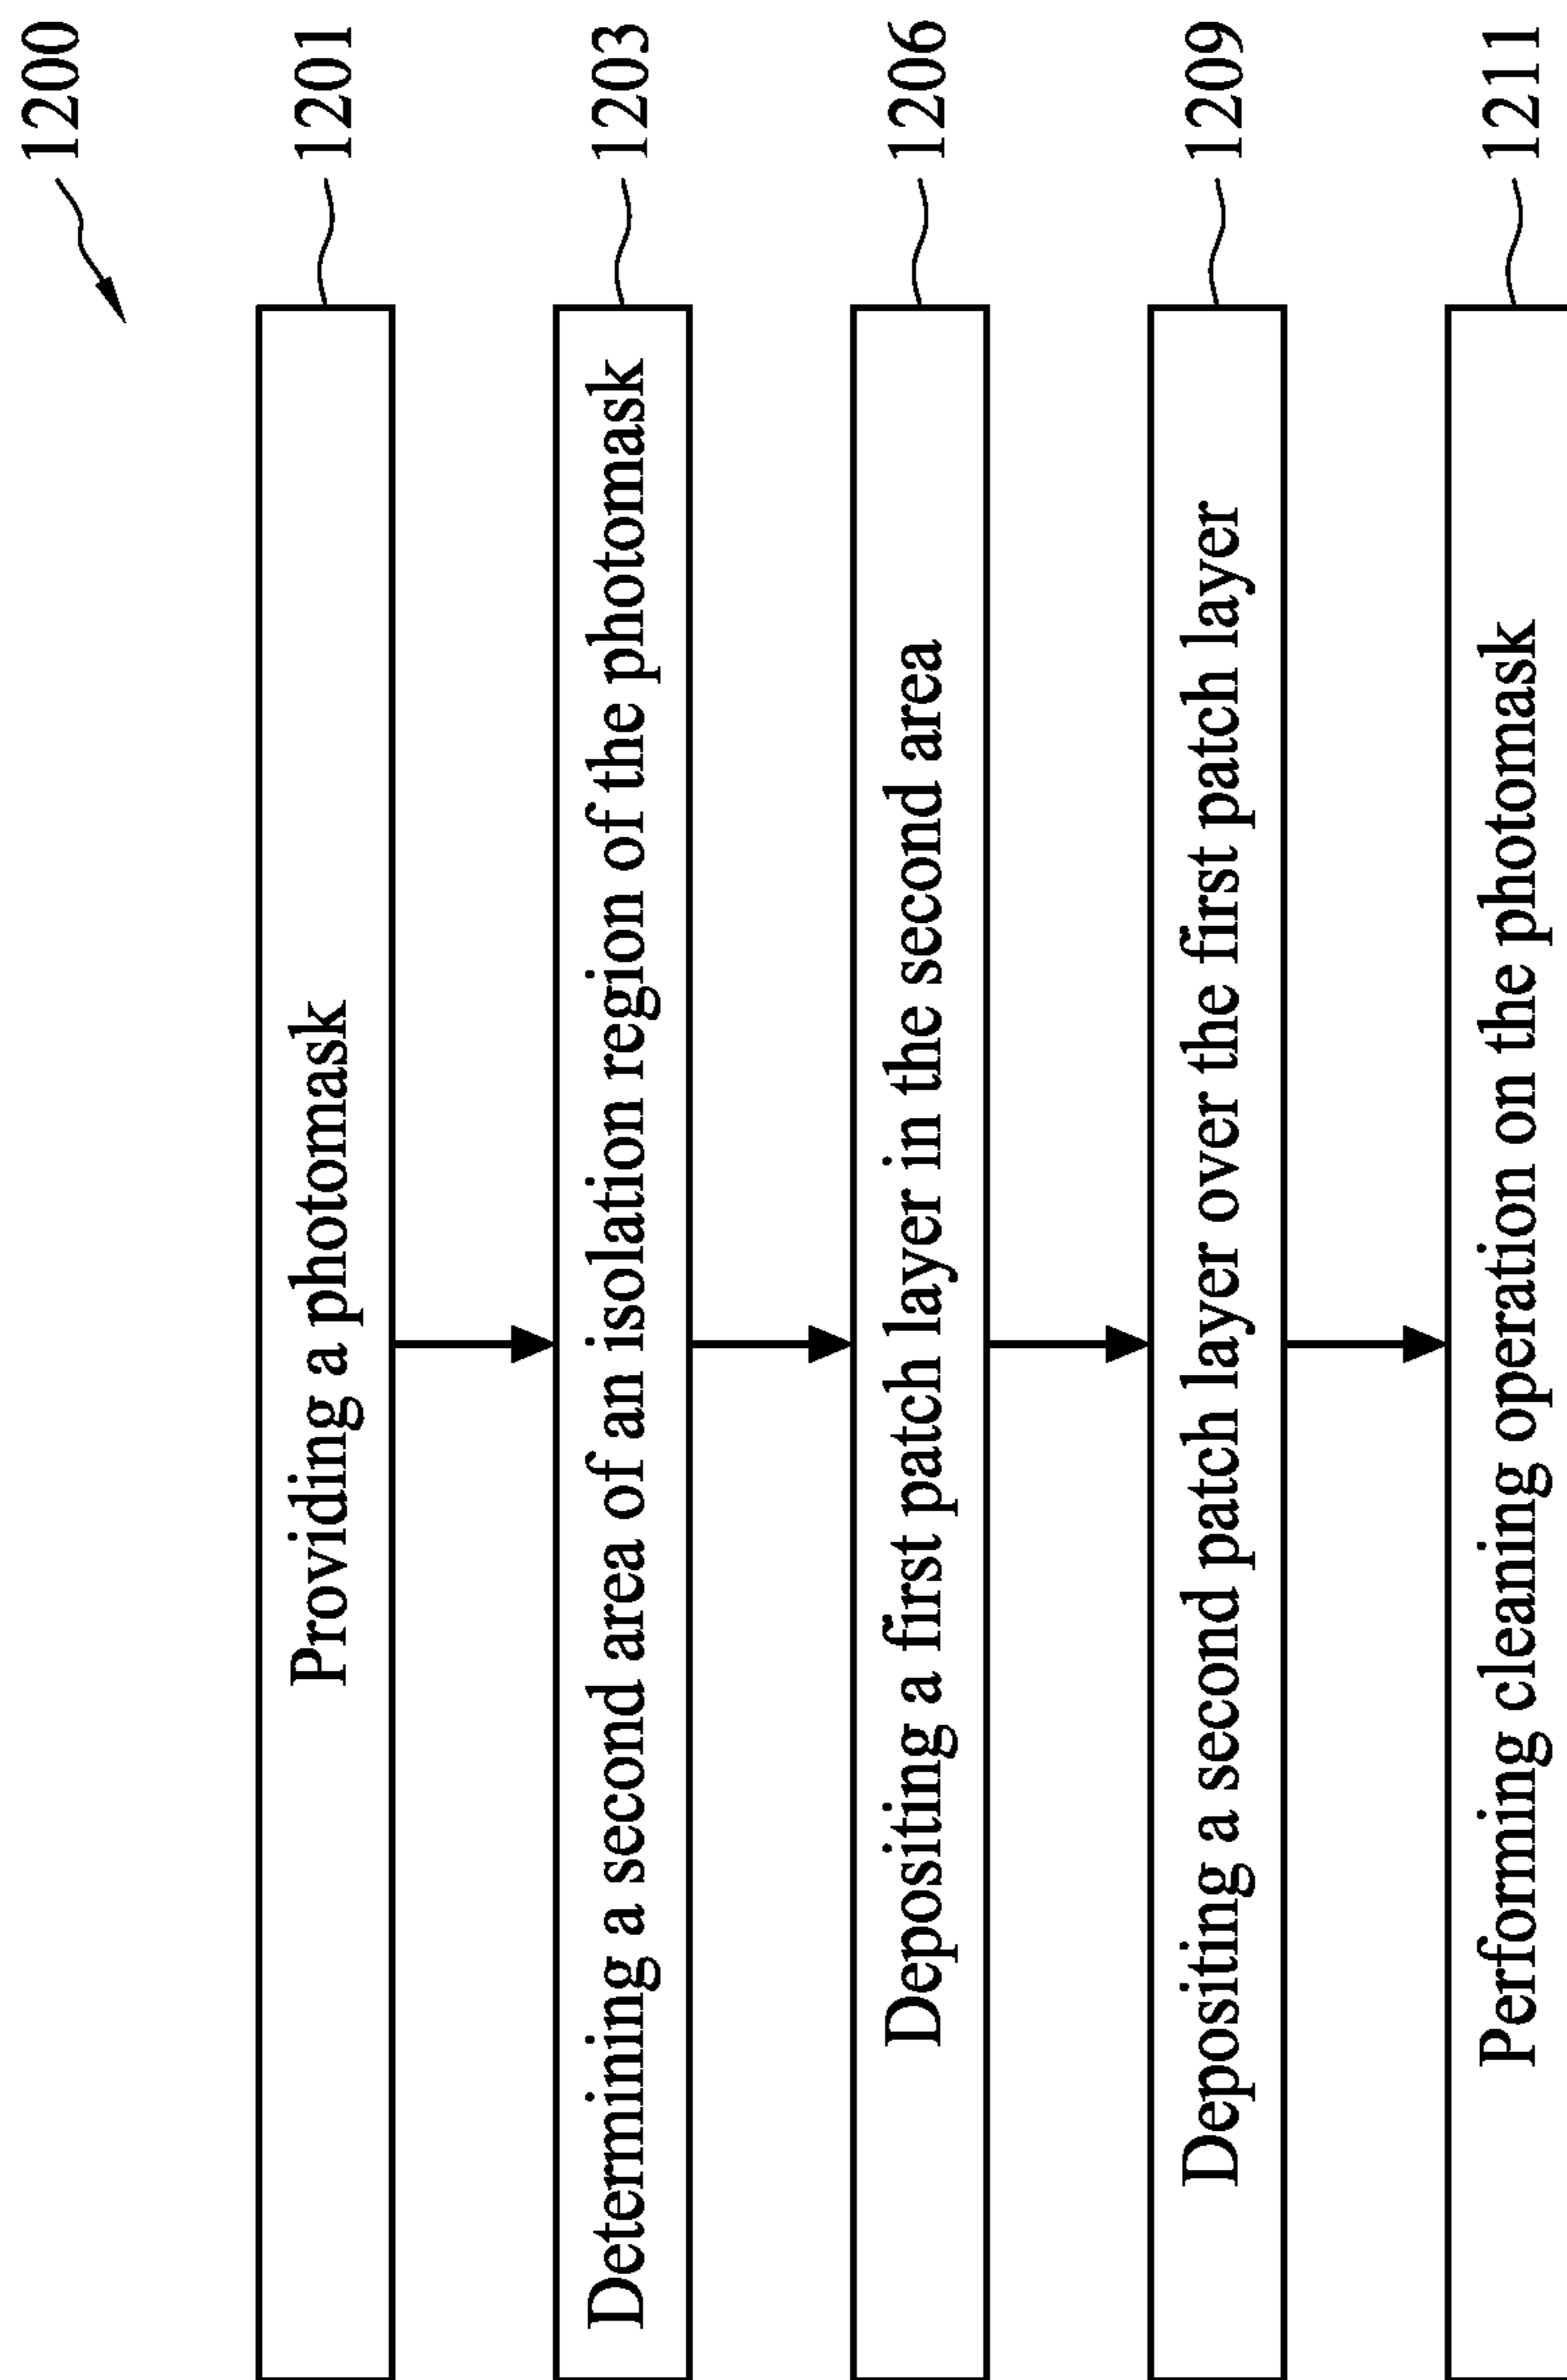 1200
Providing a photomask
1201
Determining a second area of an isolation region of the photomask
1203
Depositing a first patch layer in the second area
1206
Depositing a second patch layer over the first patch layer
1209
Performing cleaning operation on the photomask
1211